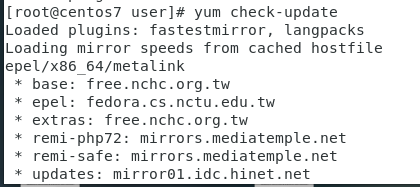 [root@centos7 user]# yum check-update
Loaded plugins: fastestmirror, langpacks
Loading mirror speeds from cached hostfile
epel/x86_64/metalink
* base: free.nchc.org.tw
* epel: fedora.cs.nctu.edu.tw
* extras: free.nchc.org.tw
* remi-php72: mirrors.mediatemple.net
* remi-safe: mirrors.mediatemple.net
* updates: mirror01.idc.hinet.net